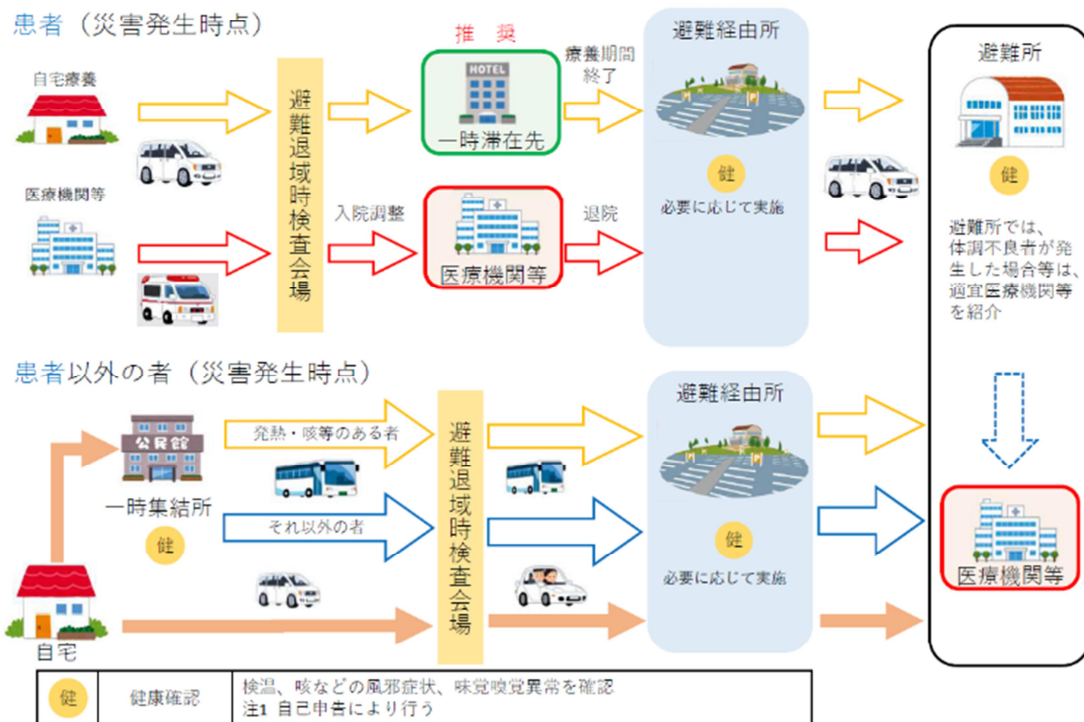 患者（災害発生時点）
推 奨
自宅療養
避難退域時検査会場
HOTEL
一時滞在先
療養期間
終了
避難経由所
健
必要に応じて実施
避難所
健
避難所では、
体調不良者が発
生した場合等は、
適宜医療機関等
を紹介
医療機関等
入院調整
医療機関等
退院
患者以外の者（災害発生時点）
公民館
一時集結所
健
発熱・咳等のある者
それ以外の者
避難退域時検査会場
避難経由所
健
必要に応じて実施
医療機関等
自宅
健 健康確認 検温、咳などの風邪症状、味覚嗅覚異常を確認
注1 自己申告により行う